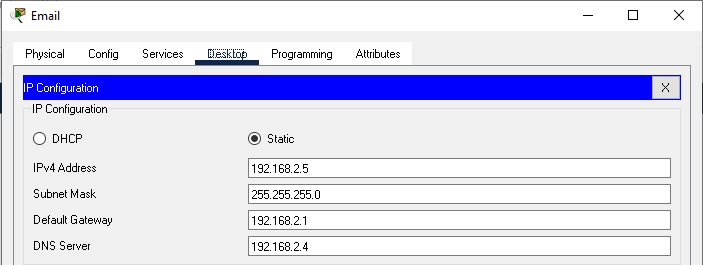 Email
Physical Config Services Desktop Programming Attributes
IP Configuration X
IP Configuration
DHCP Static
IPv4 Address 192.168.2.5
Subnet Mask 255.255.255.0
Default Gateway 192.168.2.1
DNS Server 192.168.2.4